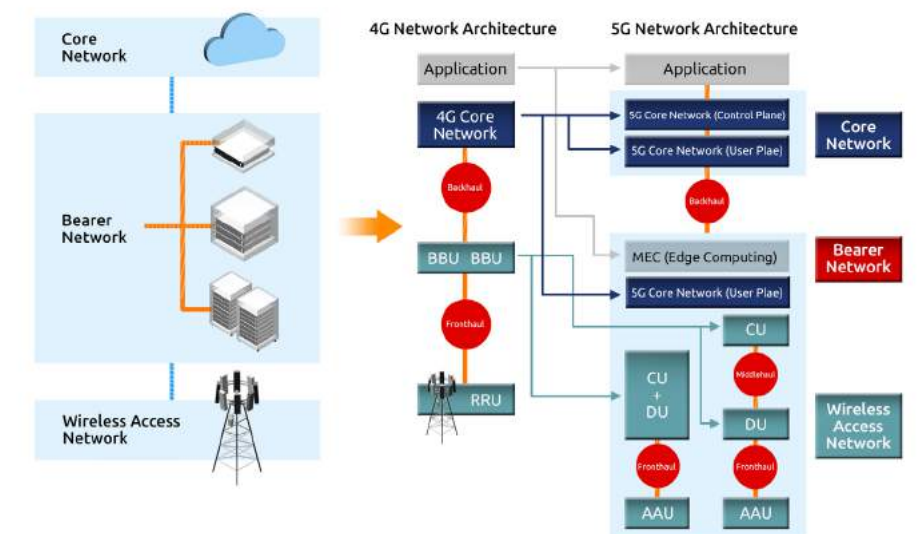 Core
Network
Bearer
Network
Wireless Access
Network
4G Network Architecture
Application
4G Core
Network
Backhaul
BBU BBU
Fronthaul
RRU
5G Network Architecture
Application
5G Core Network (Control Plane)
5G Core Network (User Plae)
Backhaul
MEC (Edge Computing)
5G Core Network (User Plae)
CU
Middlehaul
CU
+
DU
DU
Fronthaul
Fronthaul
AAU
AAU
Core
Network
Bearer
Network
Wireless
Access
Network